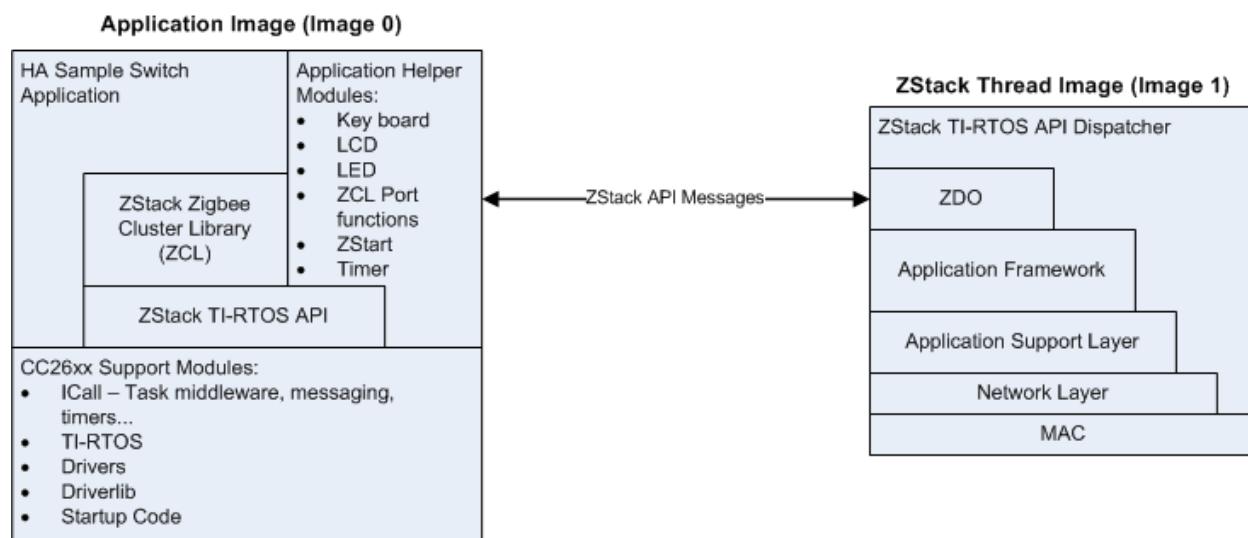 Application Image (Image 0)
HA Sample Switch
Application
Application Helper
Modules:
• Key board
• LCD
• LED
• ZCL Port
functions
• ZStart
• Timer
ZStack Zigbee
Cluster Library
(ZCL)
ZStack TI-RTOS API
CC26xx Support Modules:
• ICall – Task middleware, messaging,
timers...
• TI-RTOS
• Drivers
• Driverlib
• Startup Code
ZStack API Messages
ZStack Thread Image (Image 1)
ZStack TI-RTOS API Dispatcher
ZDO
Application Framework
Application Support Layer
Network Layer
MAC